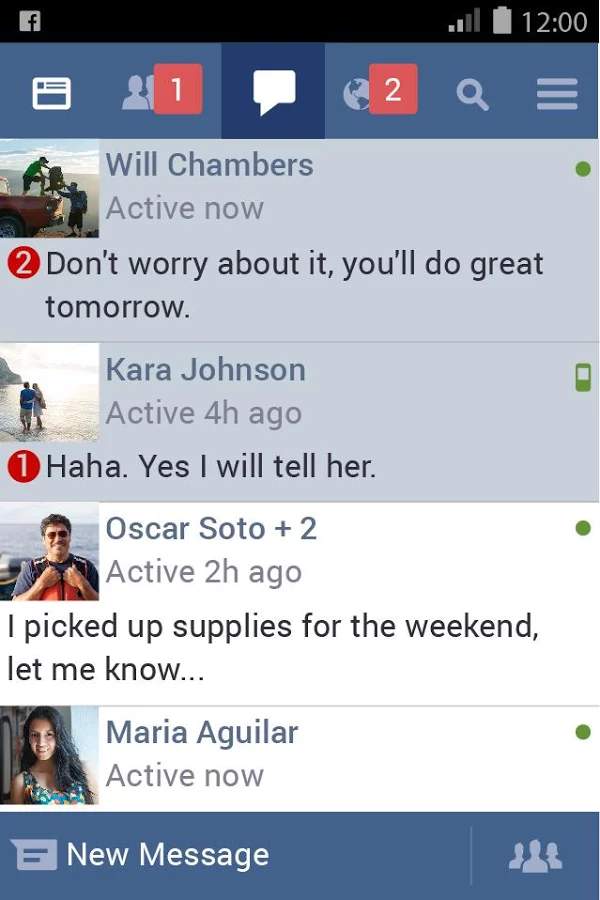 12:00
1
2
Will Chambers
Active now
2 Don't worry about it, you'll do great
tomorrow.
Kara Johnson
Active 4h ago
1 Haha. Yes I will tell her.
Oscar Soto + 2
Active 2h ago
I picked up supplies for the weekend,
let me know...
Maria Aguilar
Active now
New Message